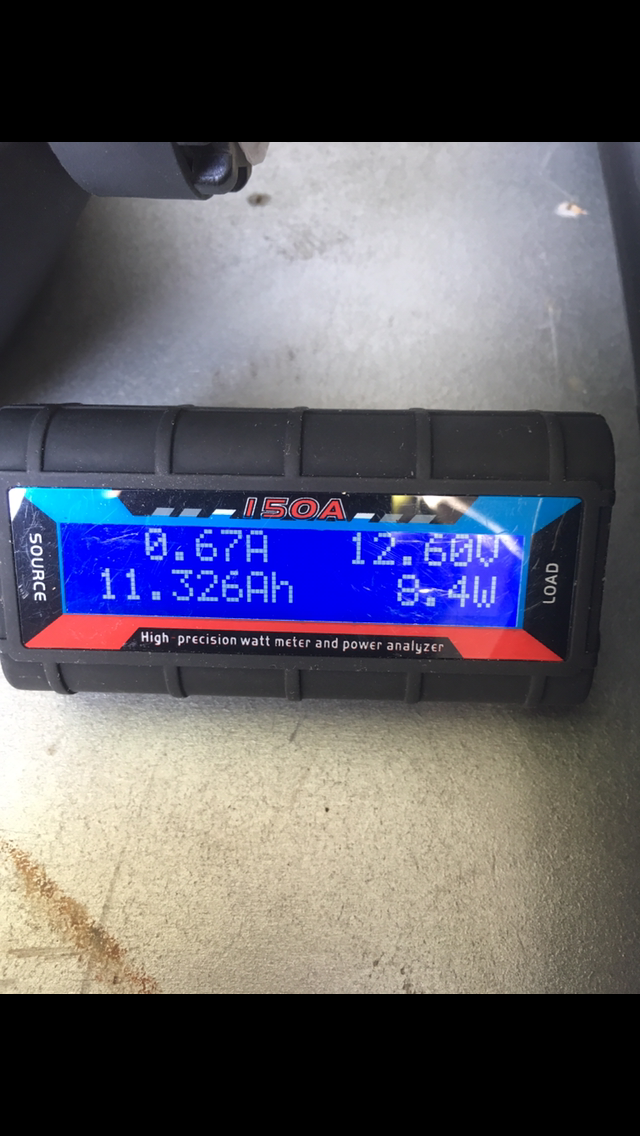 150A
SOURCE
0.67A 12.60V
11.326Ah 8.4W
LOAD
High precision watt meter and power analyzer